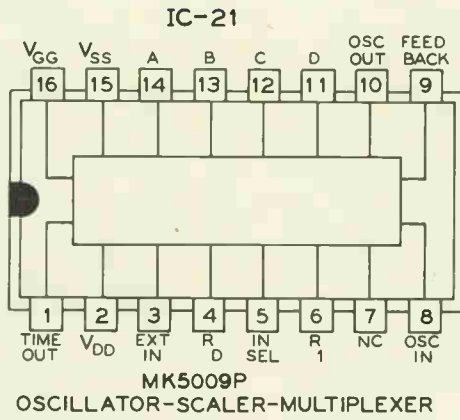 IC-21
VGG VSS A B C D OSC OUT FEED BACK
16 15 14 13 12 11 10 9
1 2 3 4 5 6 7 8
TIME OUT VDD EXT IN R D IN SEL R 1 NC OSC IN
MK5009P
OSCILLATOR-SCALER-MULTIPLEXER